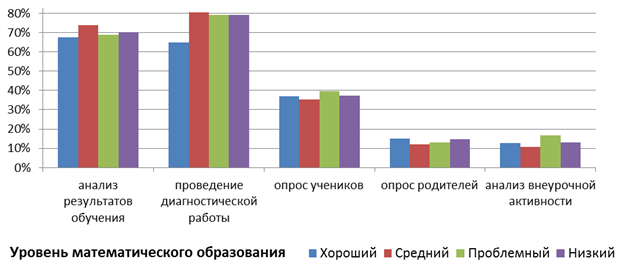 80%
70%
60%
50%
40%
30%
20%
10%
0%
анализ
результатов
обучения
проведение
диагностической
работы
опрос учеников
опрос родителей
анализ внеурочной
активности
Уровень математического образования
Хороший Средний Проблемный Низкий